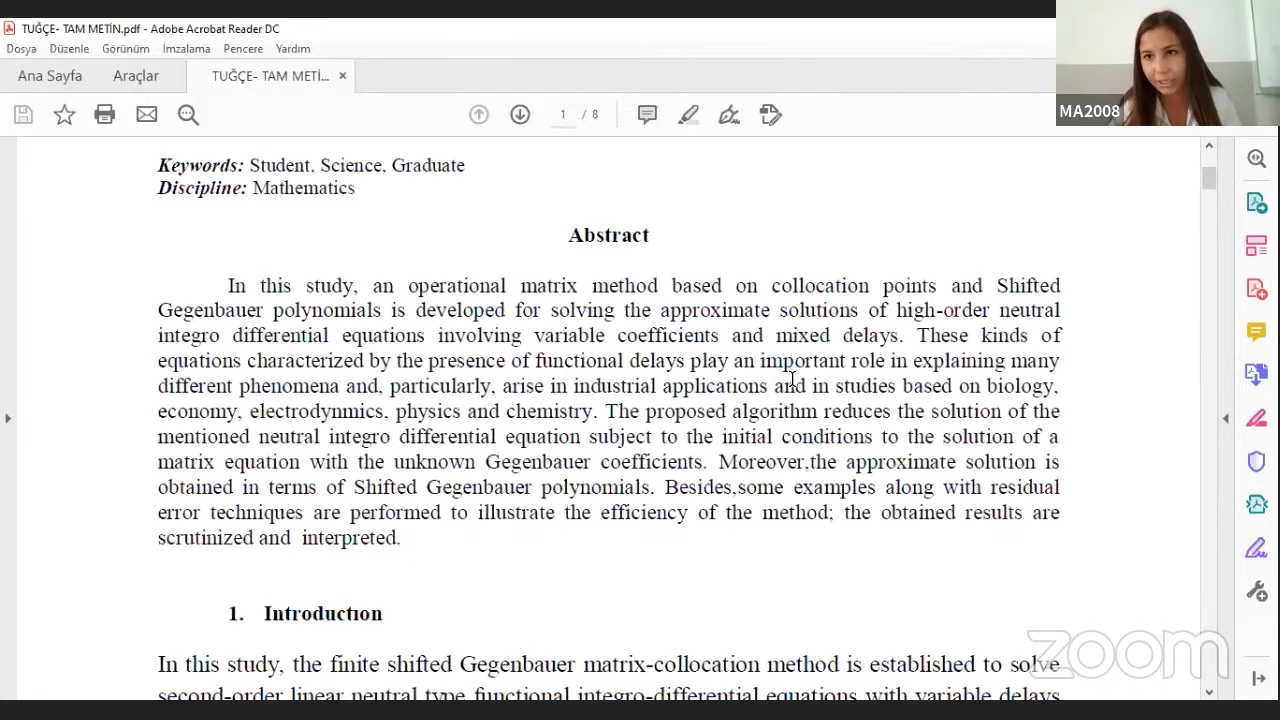 TUĞÇE- TAM METİN.pdf - Adobe Acrobat Reader DC
Dosya Düzenle Görünüm İmzalama Pencere Yardım
Ana Sayfa Araçlar TUĞÇE- TAM METİ... ×
1 / 8
MA2008
Keywords: Student, Science, Graduate
Discipline: Mathematics
Abstract
In this study, an operational matrix method based on collocation points and Shifted
Gegenbauer polynomials is developed for solving the approximate solutions of high-order neutral
integro differential equations involving variable coefficients and mixed delays. These kinds of
equations characterized by the presence of functional delays play an important role in explaining many
different phenomena and, particularly, arise in industrial applications and in studies based on biology,
economy, electrodynmics, physics and chemistry. The proposed algorithm reduces the solution of the
mentioned neutral integro differential equation subject to the initial conditions to the solution of a
matrix equation with the unknown Gegenbauer coefficients. Moreover,the approximate solution is
obtained in terms of Shifted Gegenbauer polynomials. Besides,some examples along with residual
error techniques are performed to illustrate the efficiency of the method; the obtained results are
scrutinized and interpreted.
1. Introductıon
In this study, the finite shifted Gegenbauer matrix-collocation method is established to solve
second-order linear neutral type functional integro-differential equations with variable delays
zoom